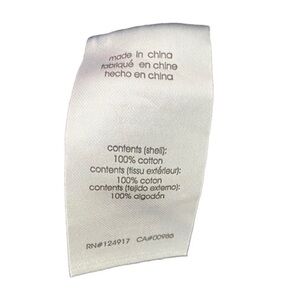 made in china
fabriqué en chine
hecho en china
contents (shell):
100% cotton
contents (tissu extérieur):
100% coton
contents (tejido externo):
100% algodón
RN#124917 CA#00985